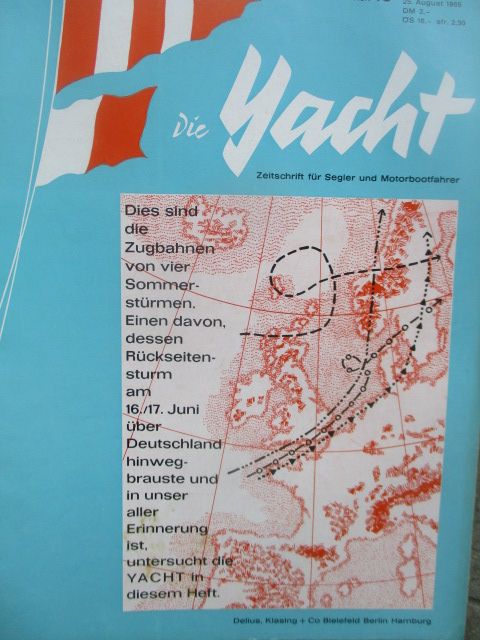 25. August 1965
DM 2,–
ÖS 16,– sfr. 2,30
Die Yacht
Zeitschrift für Segler und Motorbootfahrer
Dies sind
die
Zugbahnen
von vier
Sommer-
stürmen.
Einen davon,
dessen
Rückseiten-
sturm
am
16./17. Juni
über
Deutschland
hinweg-
brauste und
in unser
aller
Erinnerung
ist,
untersucht die
YACHT in
diesem Heft.
Delius, Klasing + Co Bielefeld Berlin Hamburg